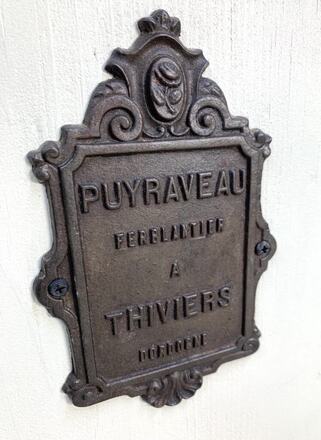 PUYRAVEAU
FERBLANTIER
A
THIVIERS
DORDOGNE